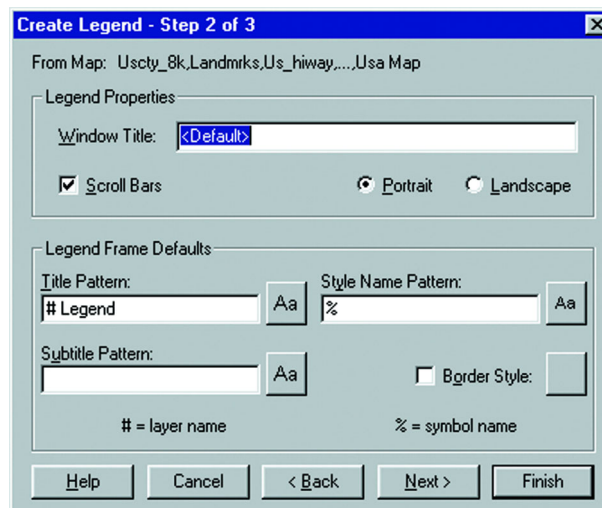 Create Legend - Step 2 of 3
From Map: Uscty_8k,Landmrks,Us_hiway,...,Usa Map
Legend Properties
Window Title: <Default>
Scroll Bars Portrait Landscape
Legend Frame Defaults
Title Pattern: Style Name Pattern:
# Legend Aa % Aa
Subtitle Pattern:
Aa Border Style:
# = layer name % = symbol name
Help Cancel < Back Next > Finish